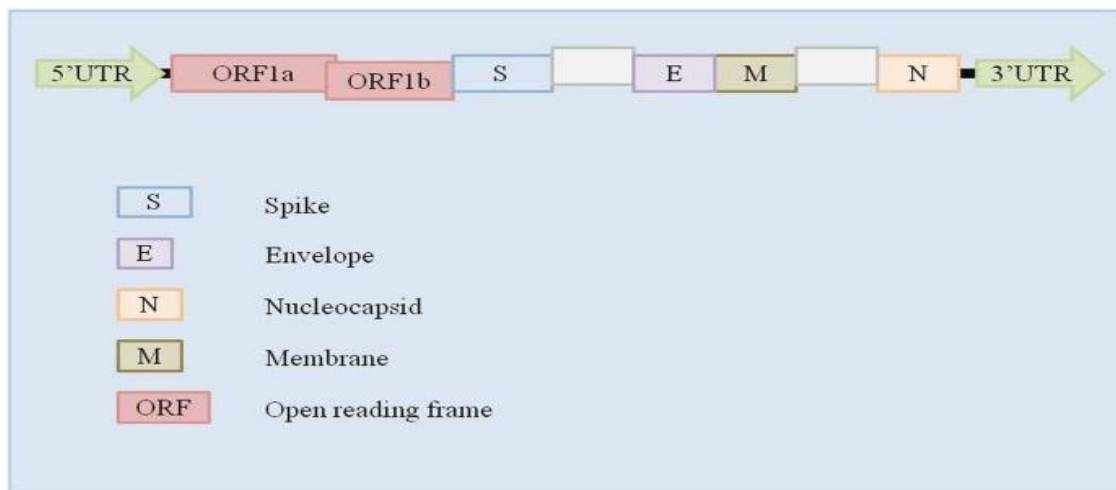 5’UTR ORF1a ORF1b S E M N 3’UTR
S Spike
E Envelope
N Nucleocapsid
M Membrane
ORF Open reading frame